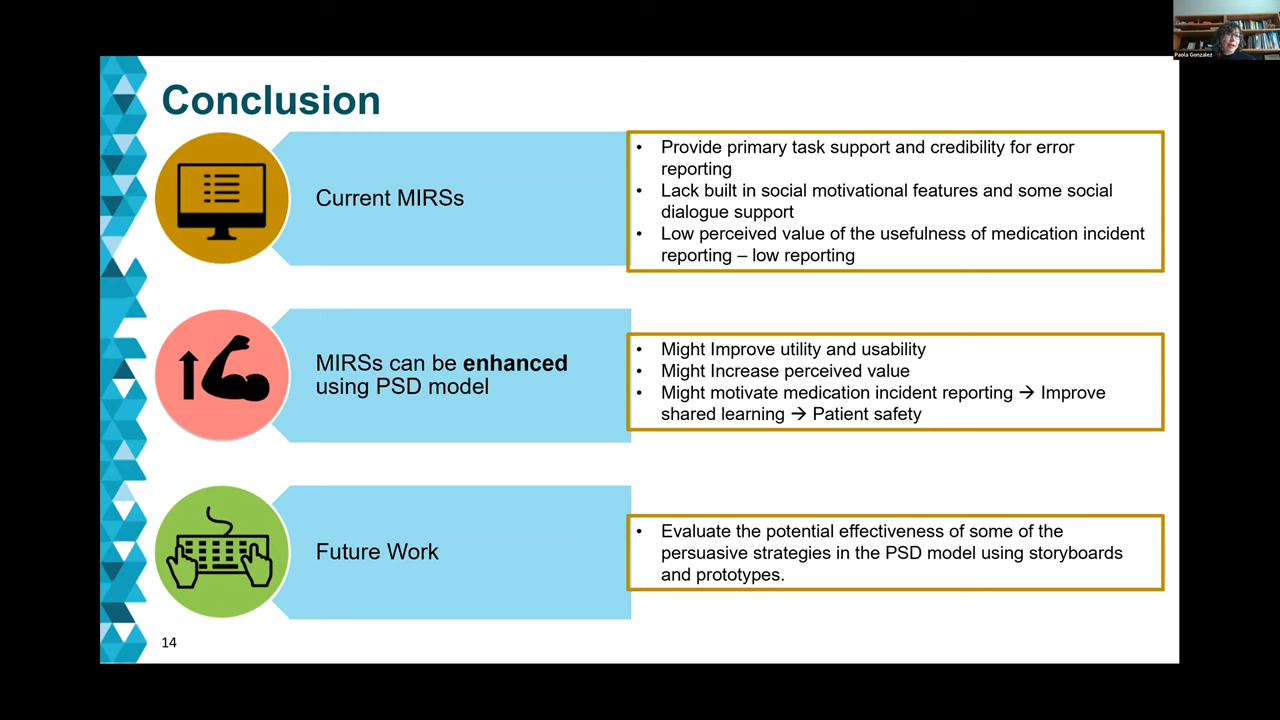 Paola Gonzalez
Conclusion
Current MIRSs
• Provide primary task support and credibility for error
reporting
• Lack built in social motivational features and some social
dialogue support
• Low perceived value of the usefulness of medication incident
reporting – low reporting
MIRSs can be enhanced
using PSD model
• Might Improve utility and usability
• Might Increase perceived value
• Might motivate medication incident reporting → Improve
shared learning → Patient safety
Future Work
• Evaluate the potential effectiveness of some of the
persuasive strategies in the PSD model using storyboards
and prototypes.
14